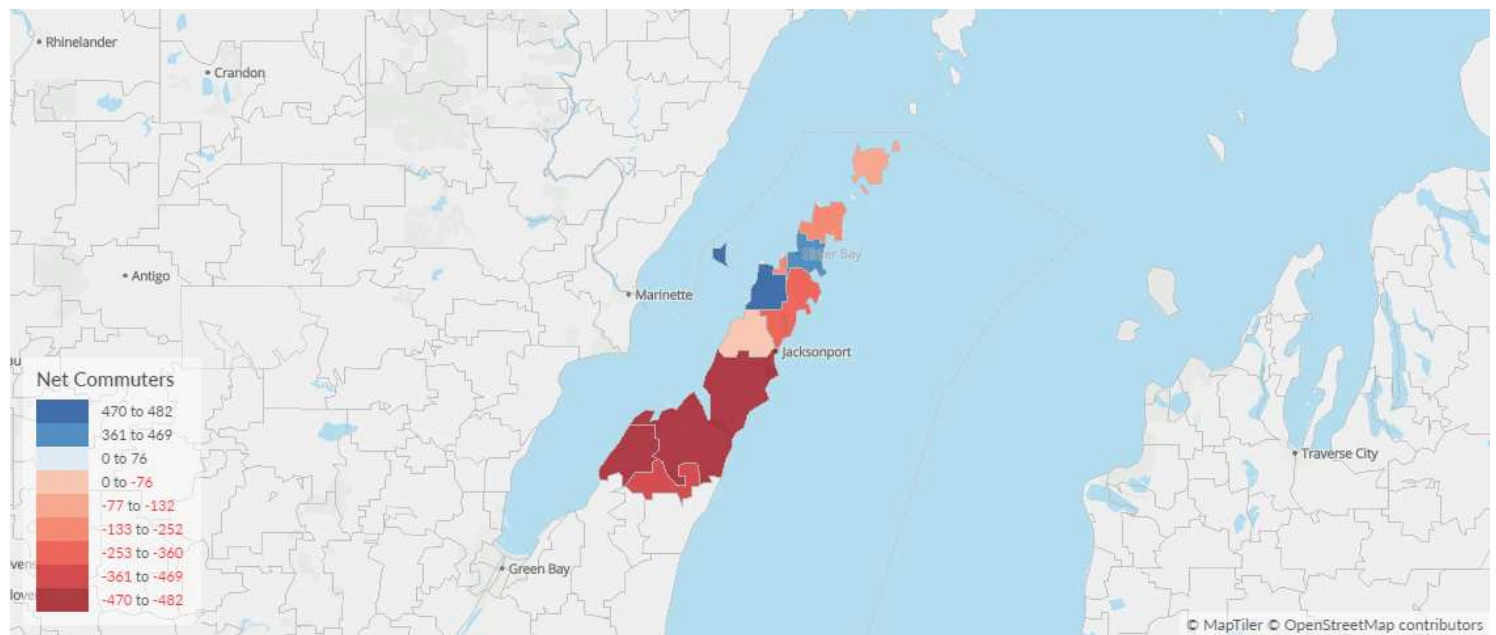 Rhinelander
Crandon
Antigo
Marinette
Bay
Jacksonport
Net Commuters
470 to 482
361 to 469
0 to 76
0 to -76
-77 to -132
-133 to -252
-253 to -360
-361 to -469
-470 to -482
Traverse City
Green Bay
© MapTiler © OpenStreetMap contributors